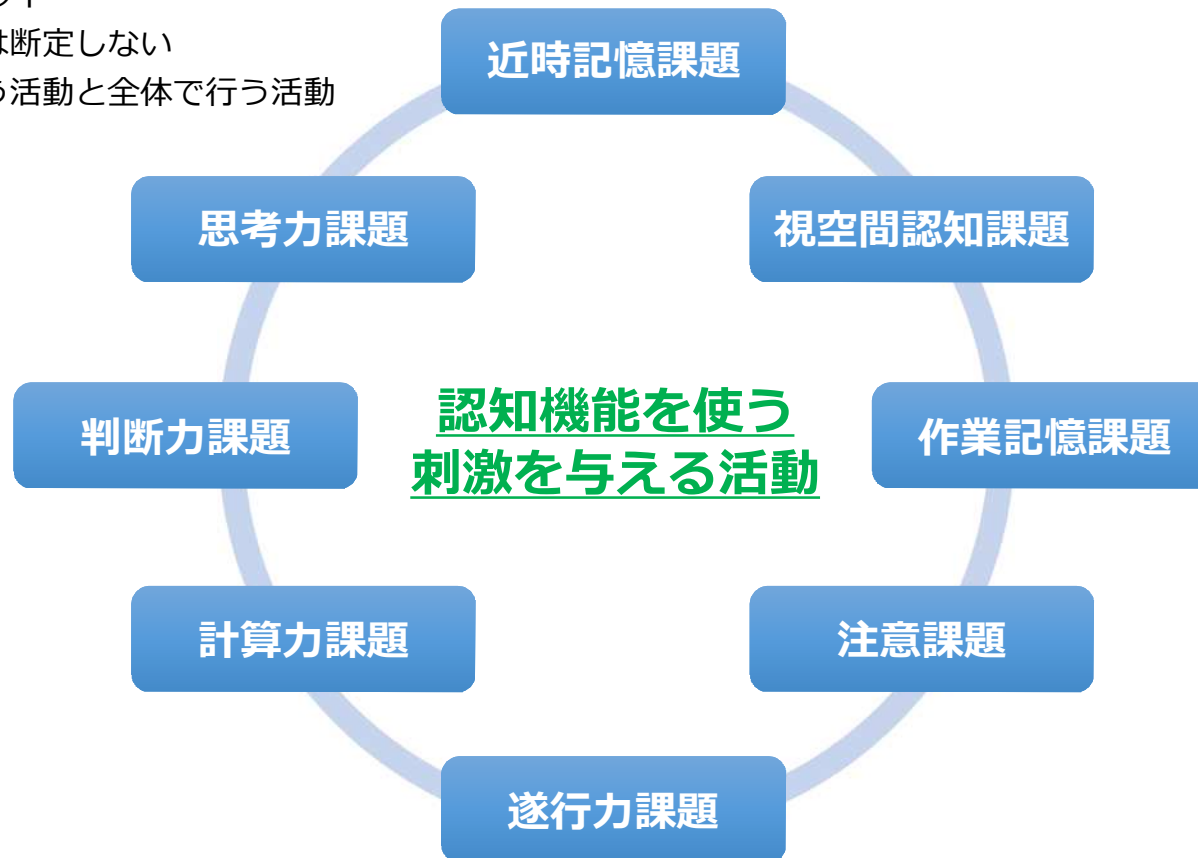 は断定しない
う活動と全体で行う活動
近時記憶課題
思考力課題
視空間認知課題
判断力課題
認知機能を使う
刺激を与える活動
作業記憶課題
計算力課題
注意課題
遂行力課題